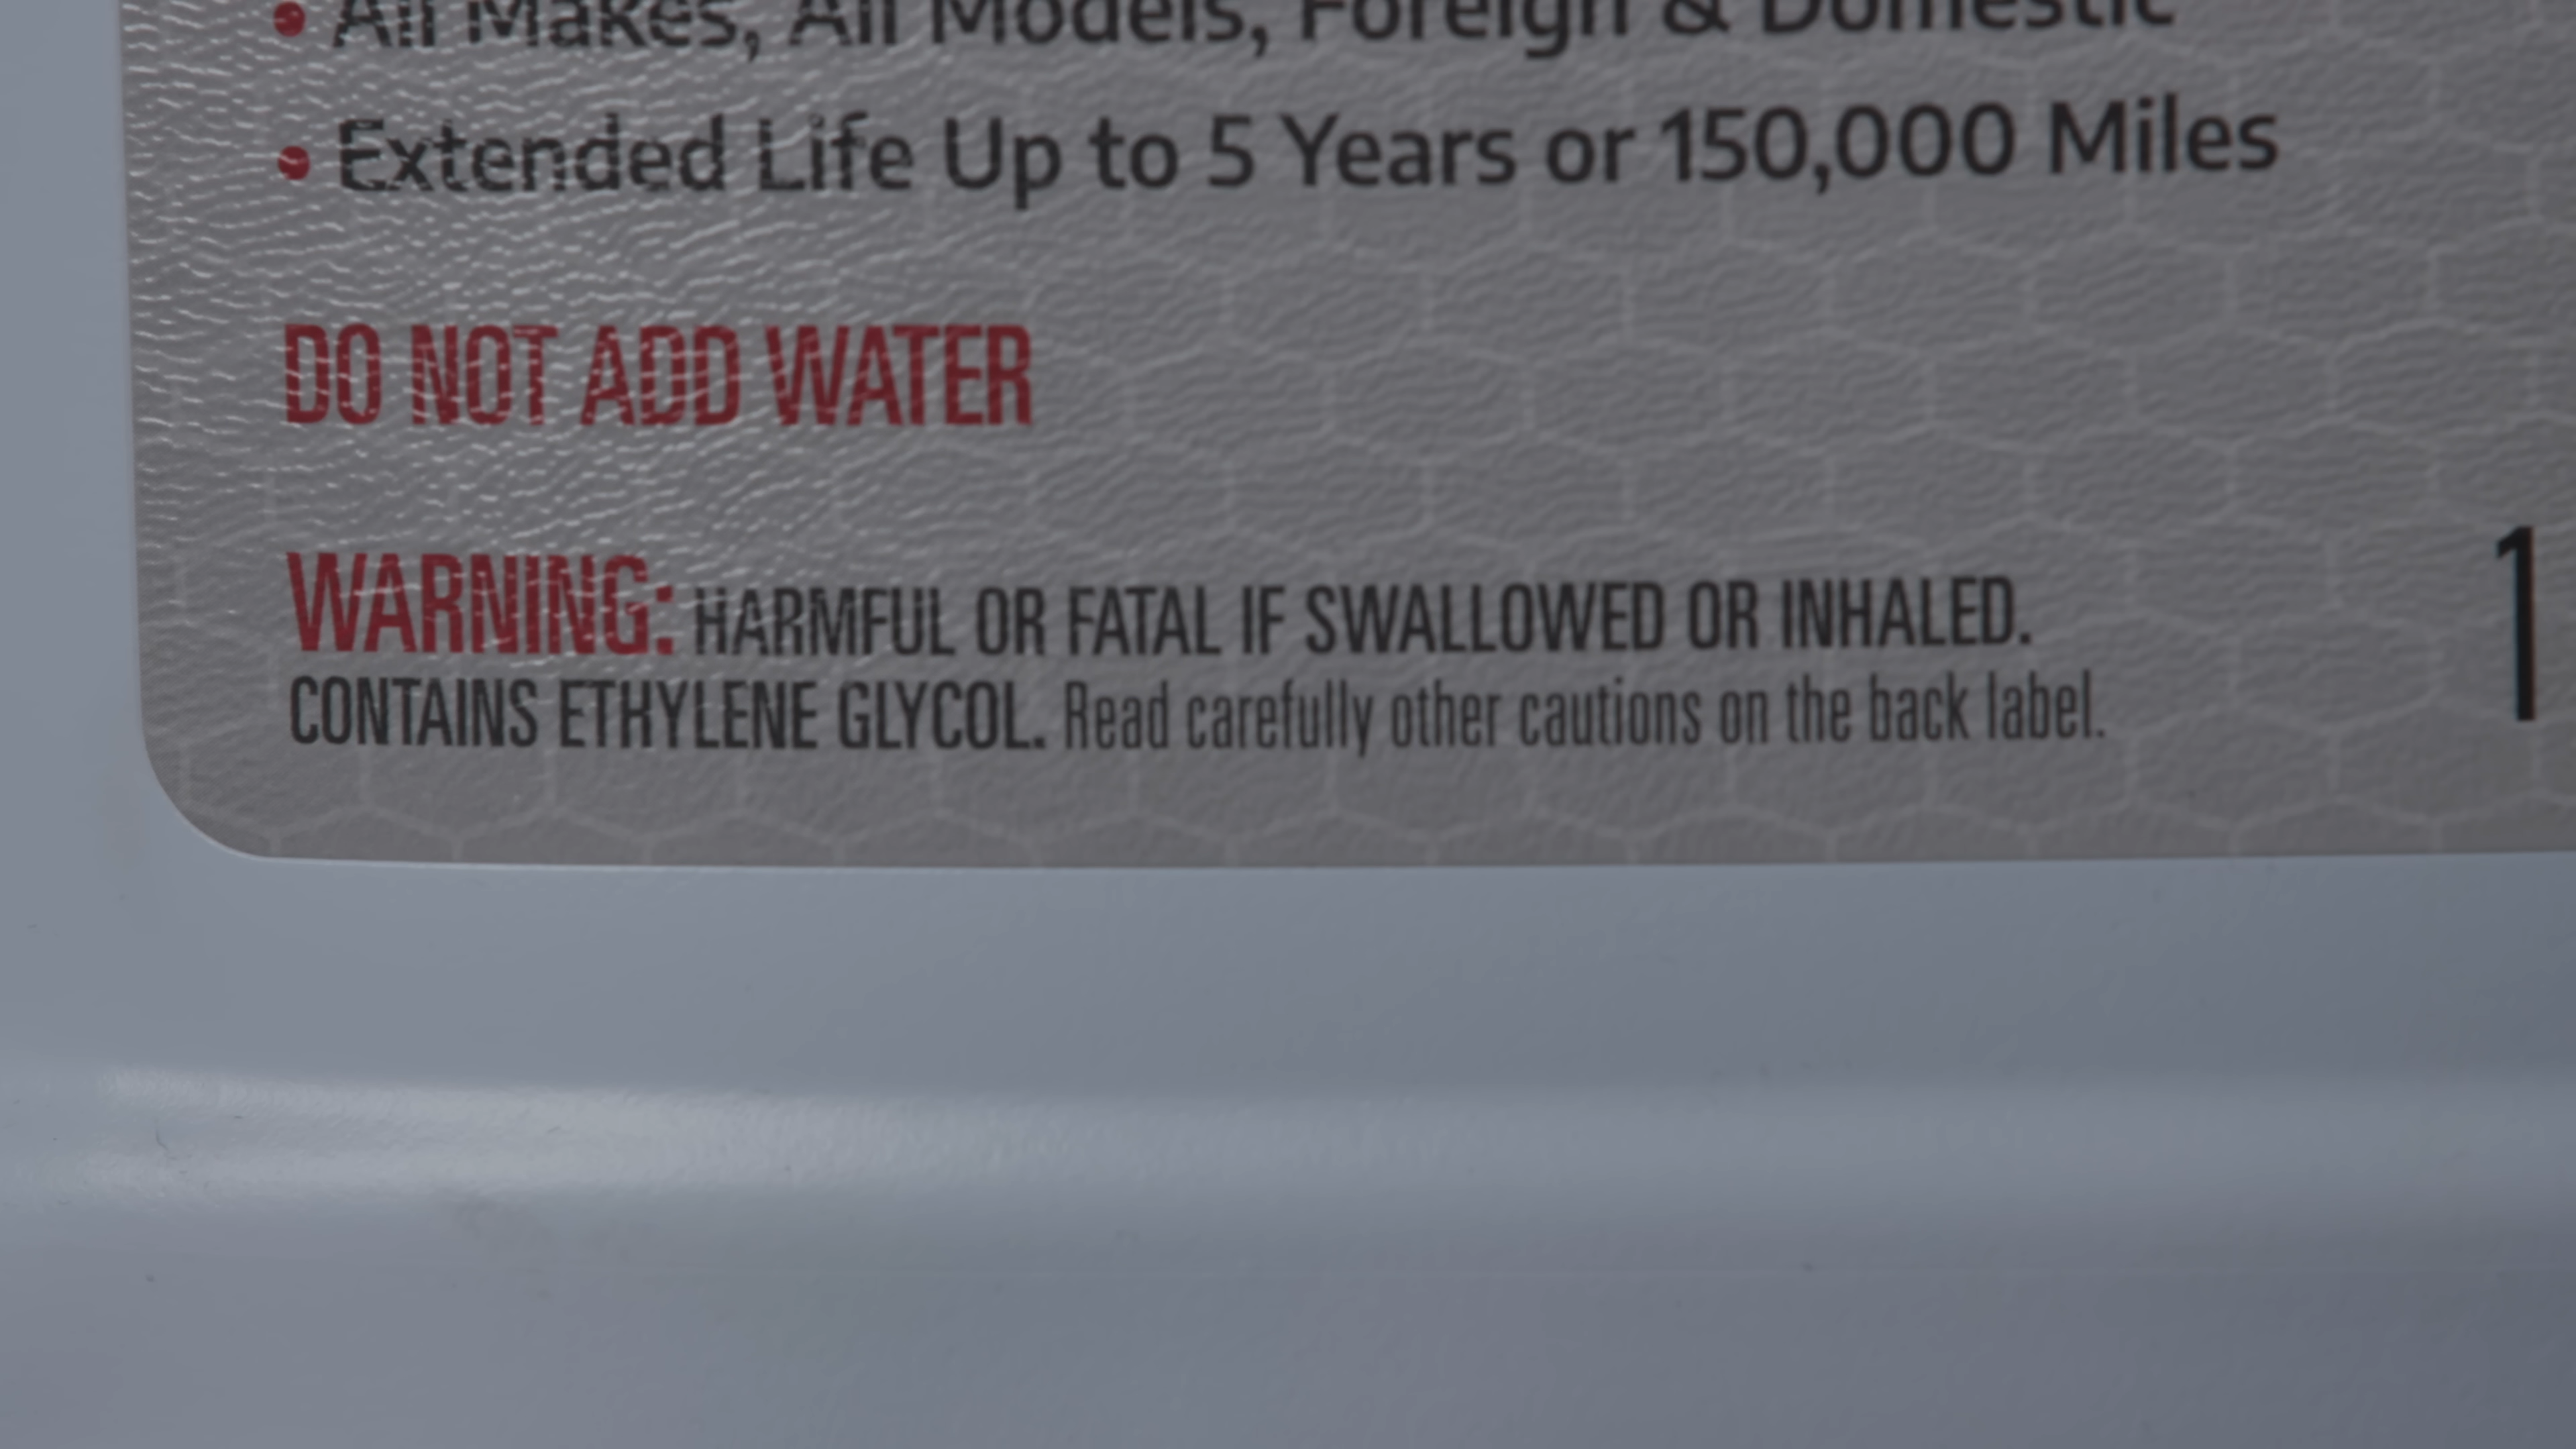 • All Makes, All Models, Foreign & Domestic
• Extended Life Up to 5 Years or 150,000 Miles
DO NOT ADD WATER
WARNING: HARMFUL OR FATAL IF SWALLOWED OR INHALED.
CONTAINS ETHYLENE GLYCOL. Read carefully other cautions on the back label.
1